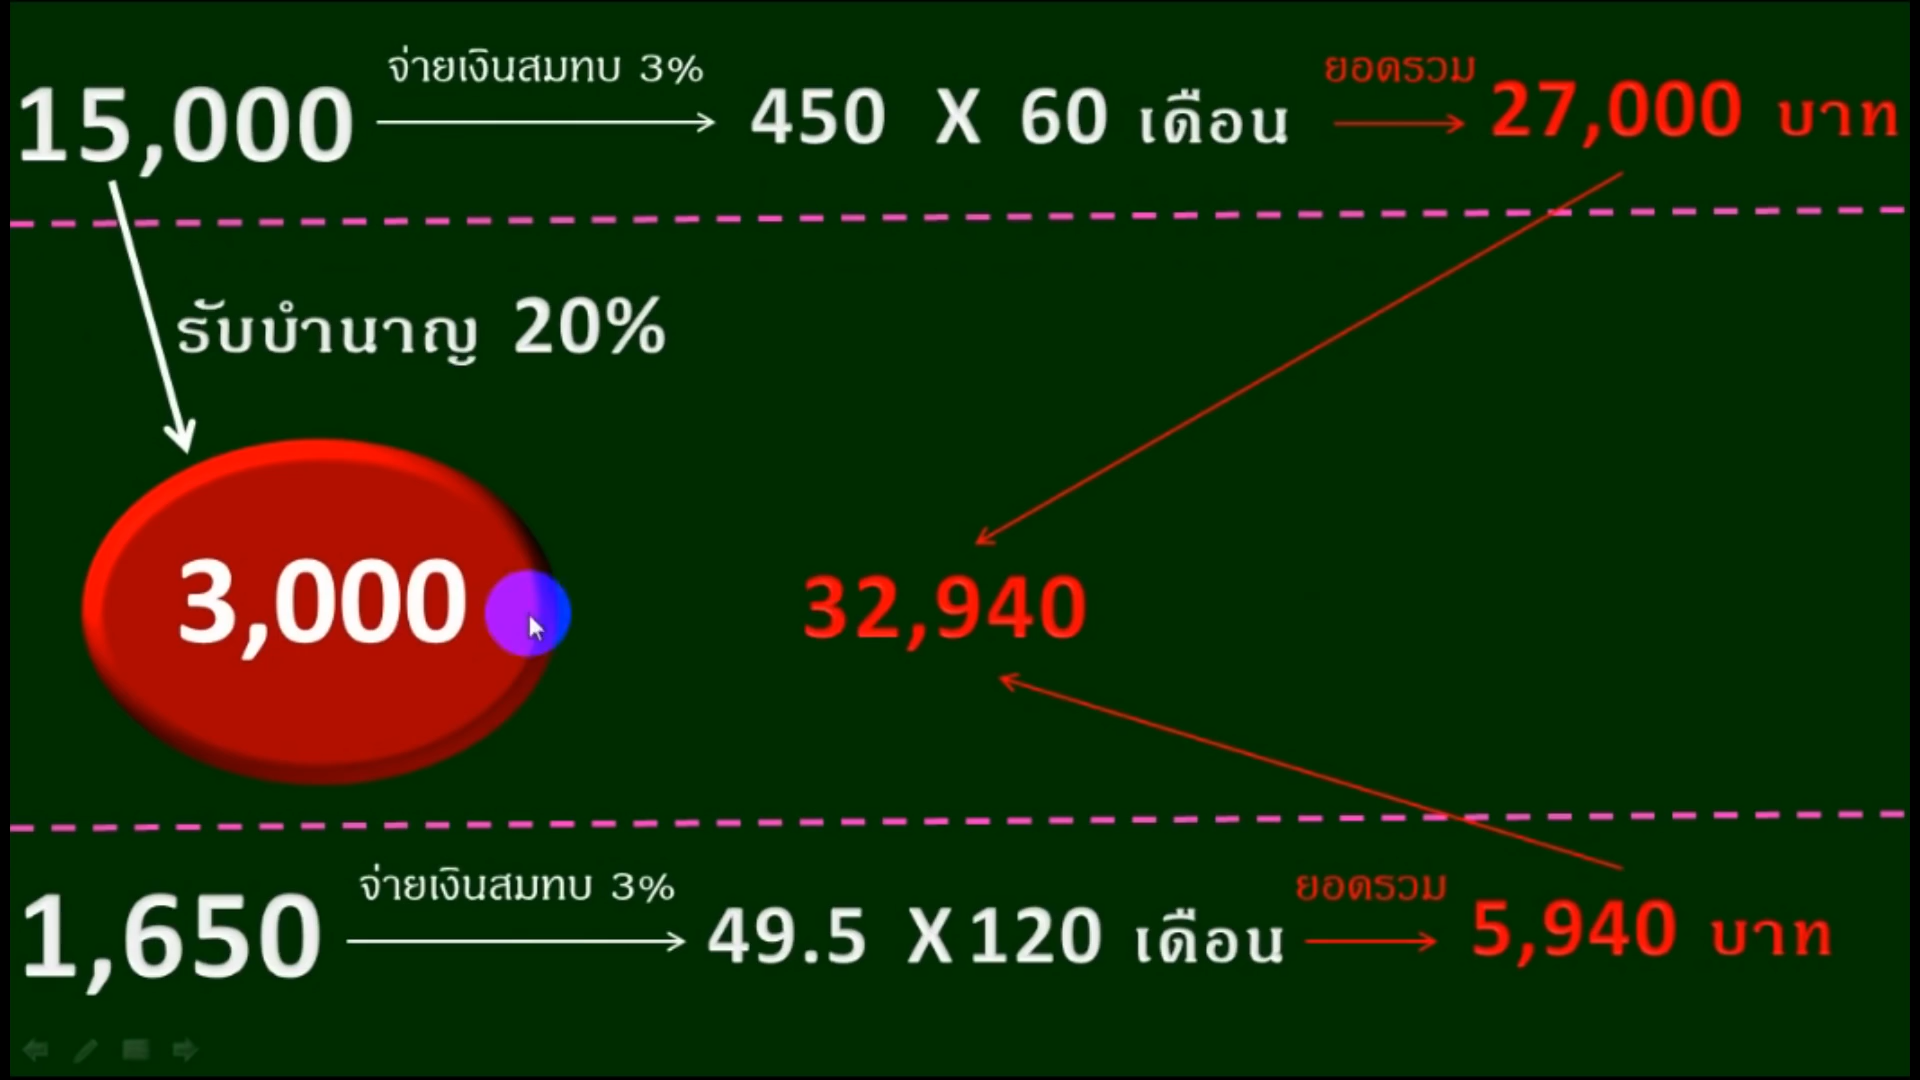 จ่ายเงินสมทบ 3%
15,000 450 X 60 เดือน ยอดรวม 27,000 บาท
รับบำนาญ 20%
3,000 32,940
จ่ายเงินสมทบ 3%
1,650 49.5 X 120 เดือน ยอดรวม 5,940 บาท